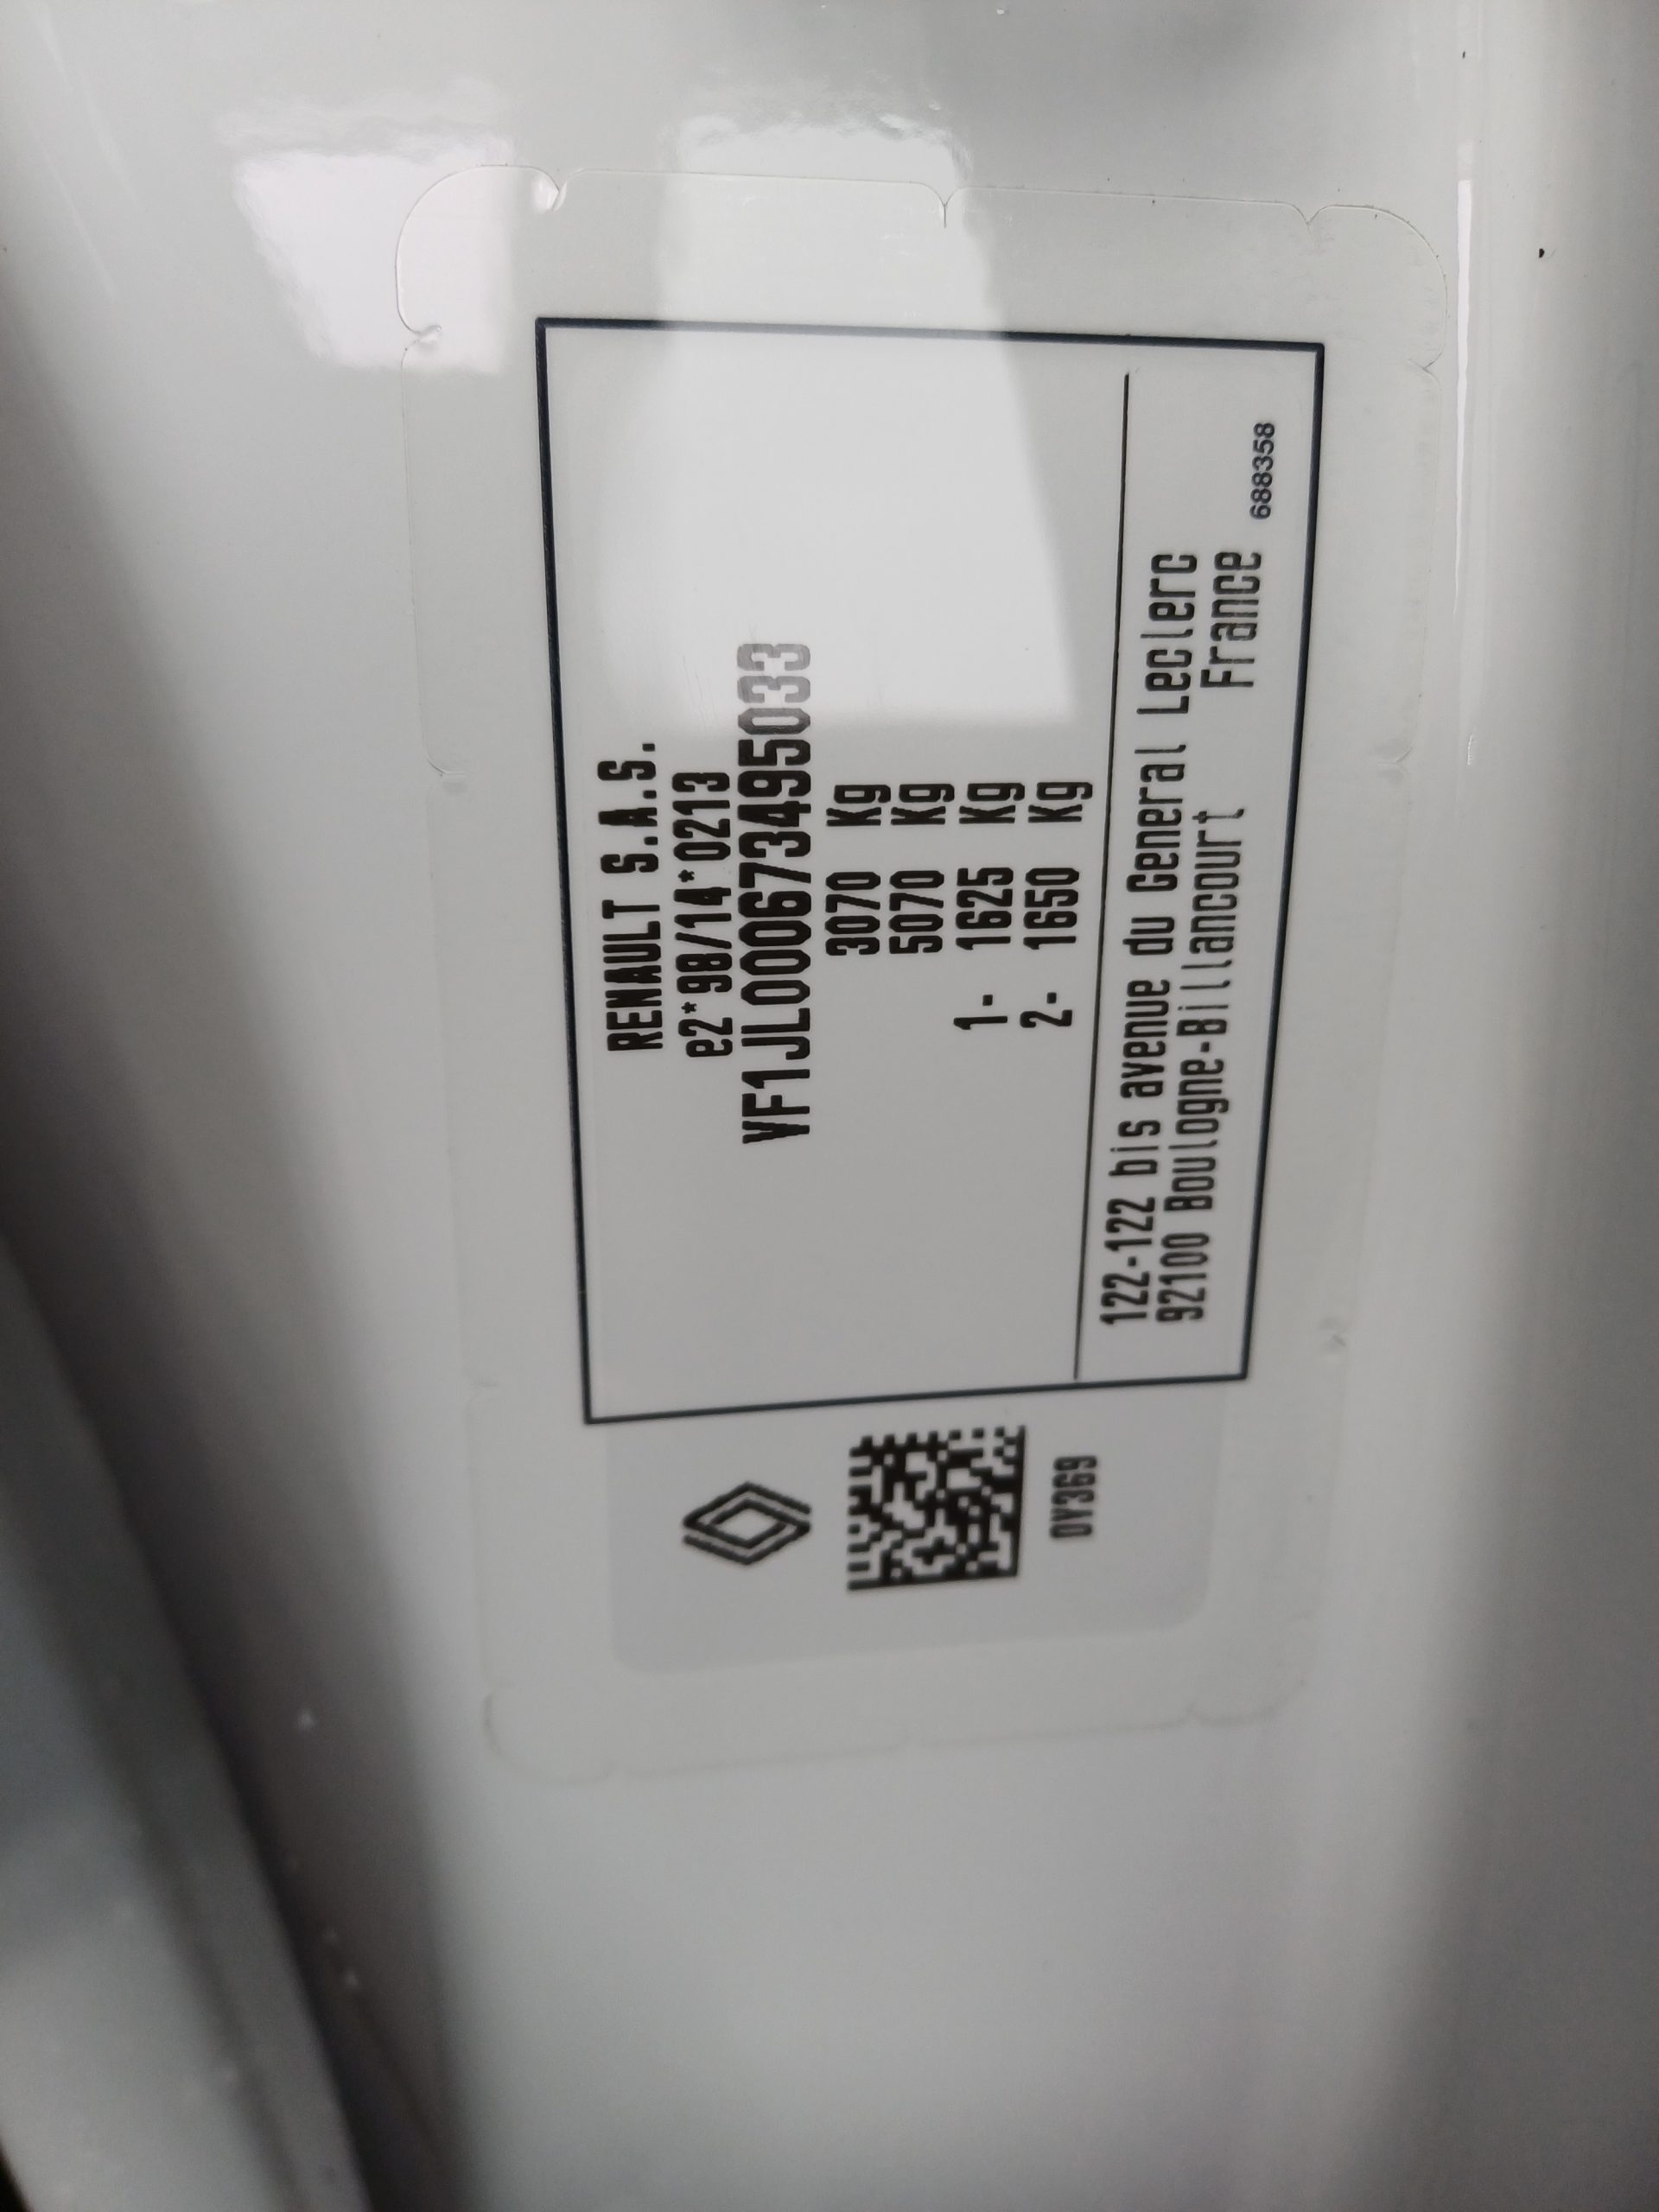 RENAULT S.A.S.
e2*98/14*0213
VF1JL000673495033
3070 Kg
5070 Kg
1- 1625 Kg
2- 1650 Kg
122-122 bis avenue du General Leclerc
92100 Boulogne-Billancourt France
688358
DY369